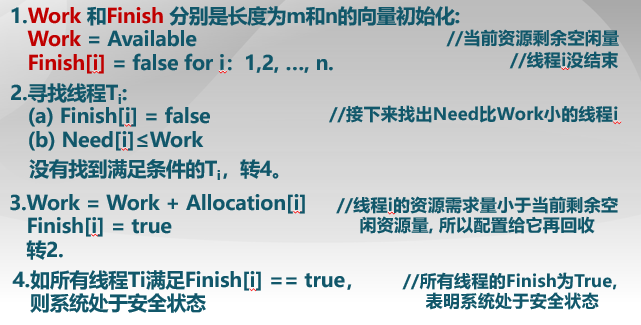 1.Work 和Finish 分别是长度为m和n的向量初始化:
Work = Available //当前资源剩余空闲量
Finish[i] = false for i： 1,2, …, n. //线程i没结束
2.寻找线程Ti:
(a) Finish[i] = false //接下来找出Need比Work小的线程i
(b) Need[i]≤Work
没有找到满足条件的Ti，转4。
3.Work = Work + Allocation[i] //线程i的资源需求量小于当前剩余空
Finish[i] = true 闲资源量, 所以配置给它再回收
转2.
4.如所有线程Ti满足Finish[i] == true， //所有线程的Finish为True,
则系统处于安全状态 表明系统处于安全状态